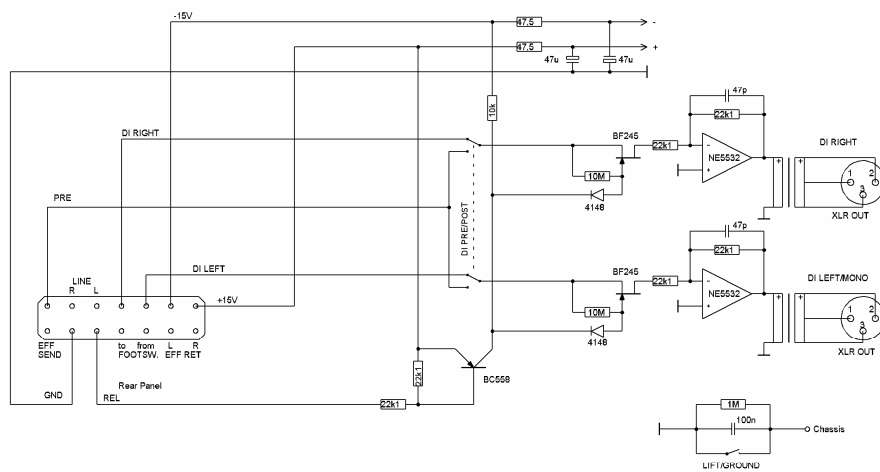 -15V
47.5
-
47.5
+
47u
47u
10k
47p
22k1
DI RIGHT
BF245
22k1
-
NE5532
+
+
+
DI RIGHT
1
2
3
10M
4148
XLR OUT
PRE
DI PRE/POST
47p
22k1
DI LEFT
BF245
22k1
-
NE5532
+
+
+
DI LEFT/MONO
1
2
3
10M
4148
XLR OUT
LINE
R L
+15V
EFF SEND
to from
FOOTSW.
L R
EFF RET
Rear Panel
GND
REL
22k1
22k1
BC558
1M
100n
Chassis
LIFT/GROUND